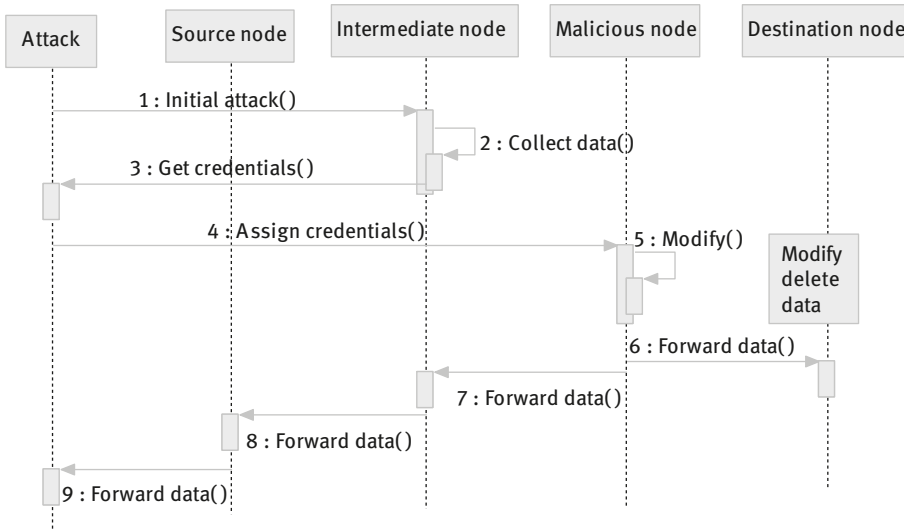 Attack
Source node
Intermediate node
Malicious node
Destination node
1 : Initial attack()
2 : Collect data()
3 : Get credentials()
4 : Assign credentials()
5 : Modify()
Modify
delete
data
6 : Forward data()
7 : Forward data()
8 : Forward data()
9 : Forward data()